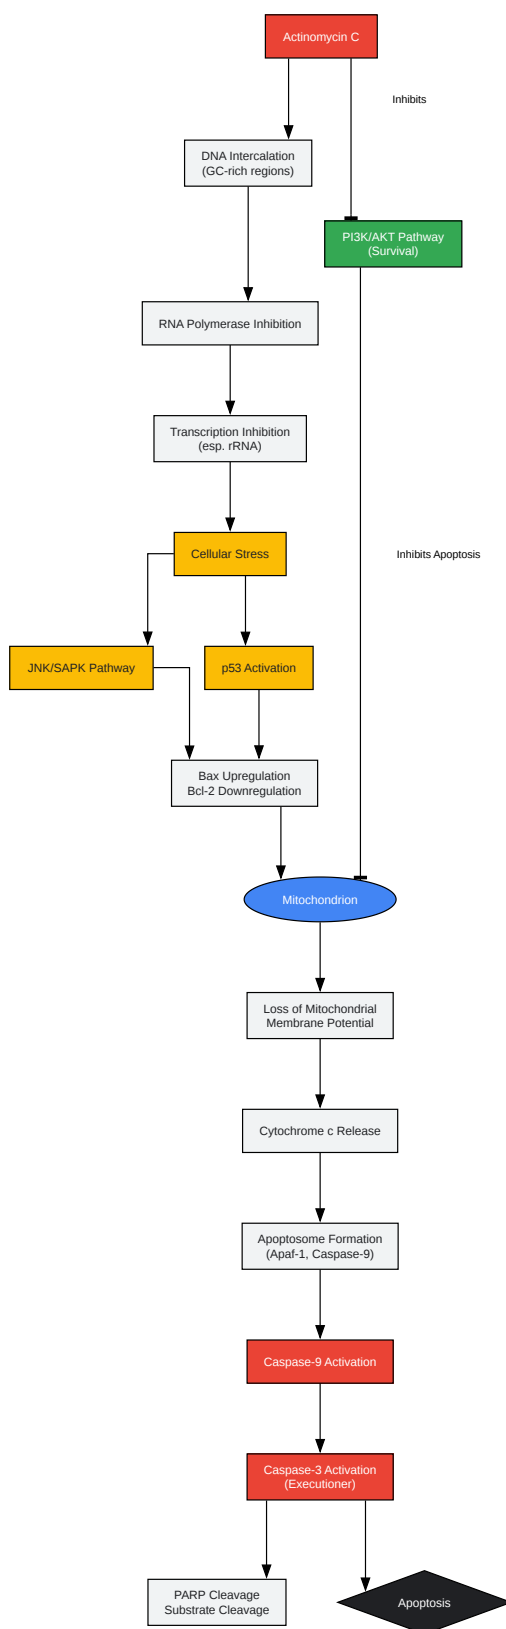 Actinomycin C
Inhibits
DNA Intercalation
(GC-rich regions)
PI3K/AKT Pathway
(Survival)
RNA Polymerase Inhibition
Transcription Inhibition
(esp. rRNA)
Cellular Stress
Inhibits Apoptosis
JNK/SAPK Pathway
p53 Activation
Bax Upregulation
Bcl-2 Downregulation
Mitochondrion
Loss of Mitochondrial
Membrane Potential
Cytochrome c Release
Apoptosome Formation
(Apaf-1, Caspase-9)
Caspase-9 Activation
Caspase-3 Activation
(Executioner)
PARP Cleavage
Substrate Cleavage
Apoptosis